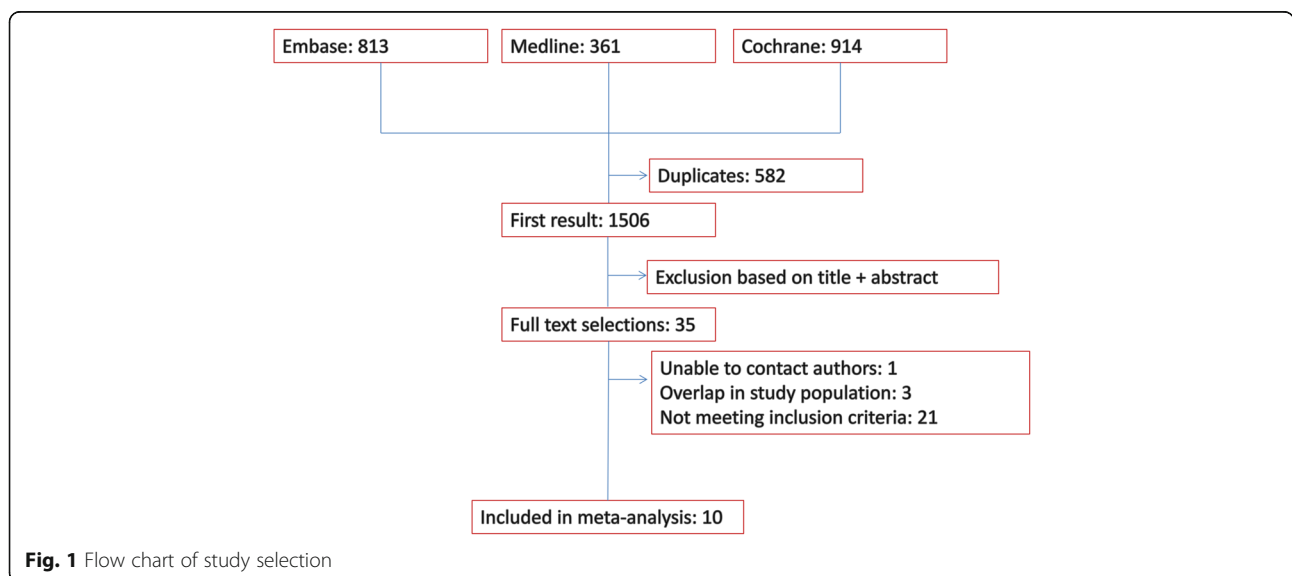 Embase: 813
Medline: 361
Cochrane: 914
Duplicates: 582
First result: 1506
Exclusion based on title + abstract
Full text selections: 35
Unable to contact authors: 1
Overlap in study population: 3
Not meeting inclusion criteria: 21
Included in meta-analysis: 10
Fig. 1 Flow chart of study selection